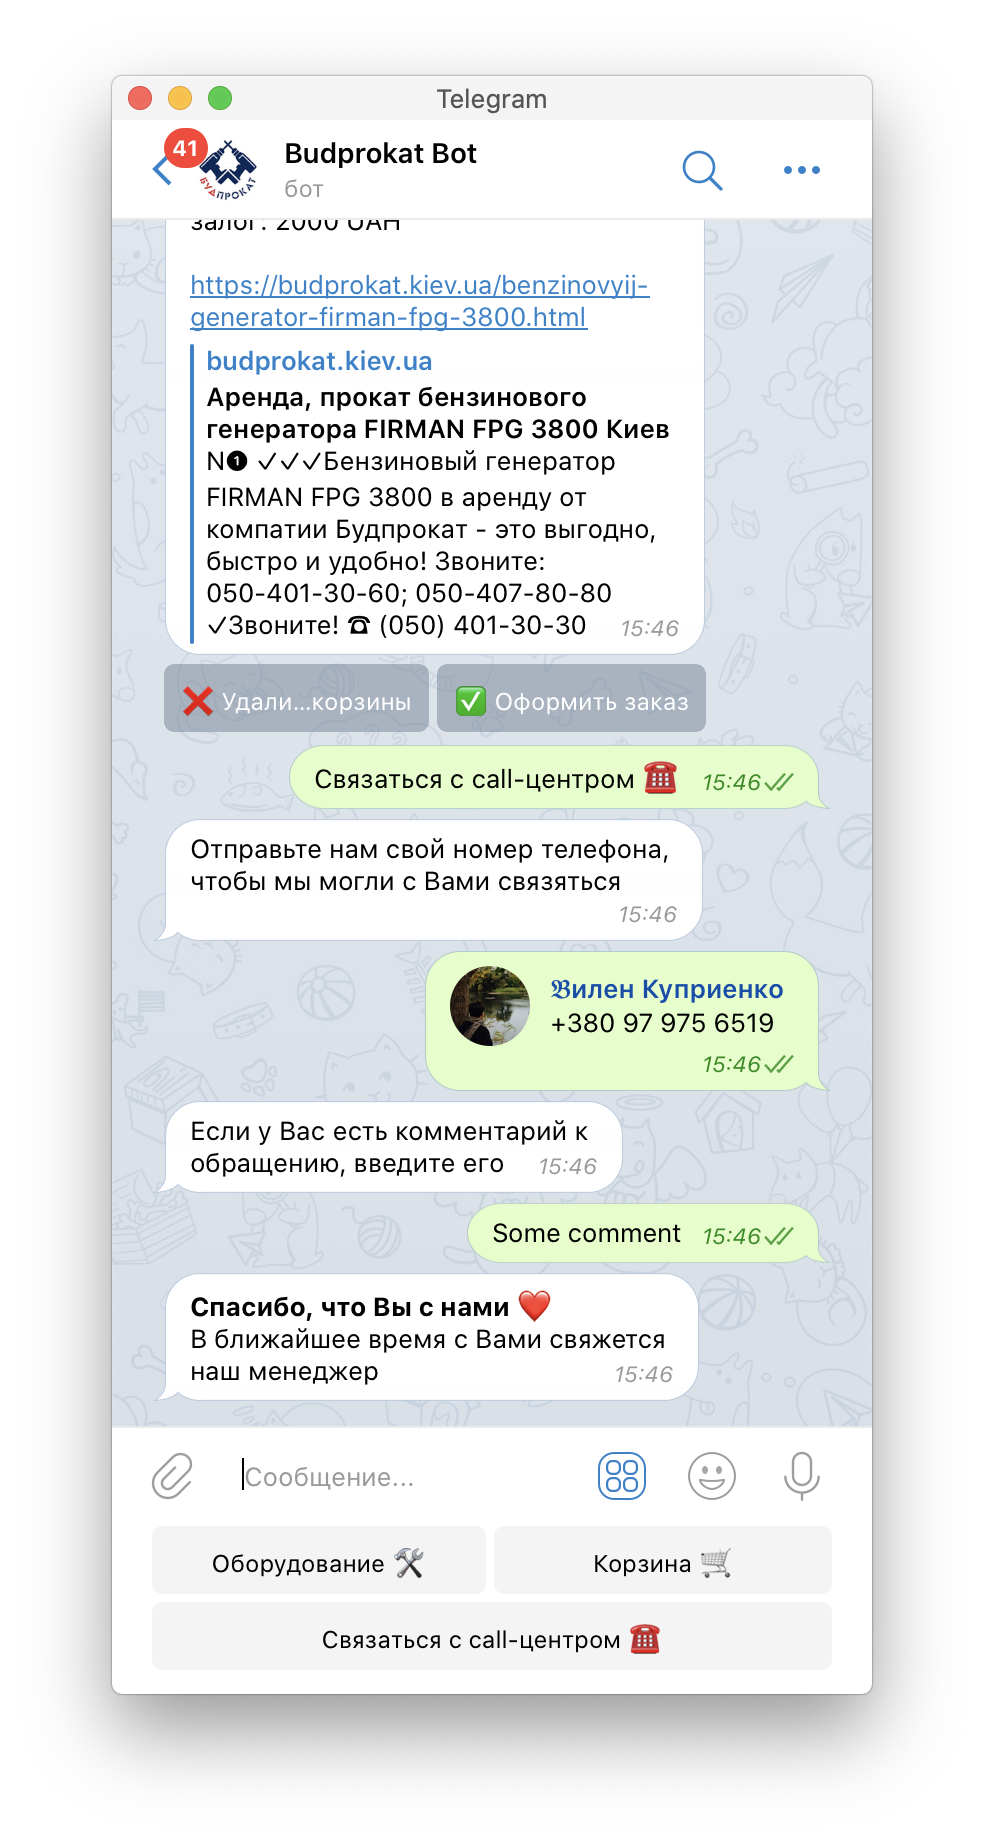 Telegram
41
Budprokat Bot
бот
БУДПРОКАТ
залог: 2000 UAH
https://budprokat.kiev.ua/benzinovyij-
generator-firman-fpg-3800.html
budprokat.kiev.ua
Аренда, прокат бензинового
генератора FIRMAN FPG 3800 Киев
N❶ ✓✓✓Бензиновый генератор
FIRMAN FPG 3800 в аренду от
компатии Будпрокат - это выгодно,
быстро и удобно! Звоните:
050-401-30-60; 050-407-80-80
✓Звоните! ☎ (050) 401-30-30 15:46
❌ Удали...корзины
✅ Оформить заказ
Связаться с call-центром ☎️ 15:46
Отправьте нам свой номер телефона,
чтобы мы могли с Вами связяться
15:46
𝔅илен Куприенко
+380 97 975 6519
15:46
Если у Вас есть комментарий к
обращению, введите его 15:46
Some comment 15:46
Спасибо, что Вы с нами ❤️
В ближайшее время с Вами свяжется
наш менеджер 15:46
Сообщение...
Оборудование 🛠
Корзина 🛒
Связаться с call-центром ☎️